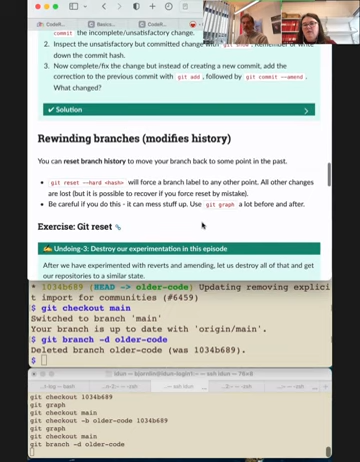 CodeR...
Basics...
CodeR...
commit the incomplete/unsatisfactory change.
2. Inspect the unsatisfactory but committed change with git show. Remember or write
down the commit hash.
3. Now complete/fix the change but instead of creating a new commit, add the
correction to the previous commit with git add , followed by git commit --amend .
What changed?
✔ Solution
Rewinding branches (modifies history)
You can reset branch history to move your branch back to some point in the past.
• git reset --hard <hash> will force a branch label to any other point. All other changes
are lost (but it is possible to recover if you force reset by mistake).
• Be careful if you do this - it can mess stuff up. Use git graph a lot before and after.
Exercise: Git reset
Undoing-3: Destroy our experimentation in this episode
After we have experimented with reverts and amending, let us destroy all of that and get
our repositories to a similar state.
* 1034b689 (HEAD -> older-code) Updating removing explici
t import for communities (#6459)
$ git checkout main
Switched to branch 'main'
Your branch is up to date with 'origin/main'.
$ git branch -d older-code
Deleted branch older-code (was 1034b689).
$
git checkout 1034b689
git graph
git checkout main
git checkout -b older-code 1034b689
git graph
git checkout main
git branch -d older-code